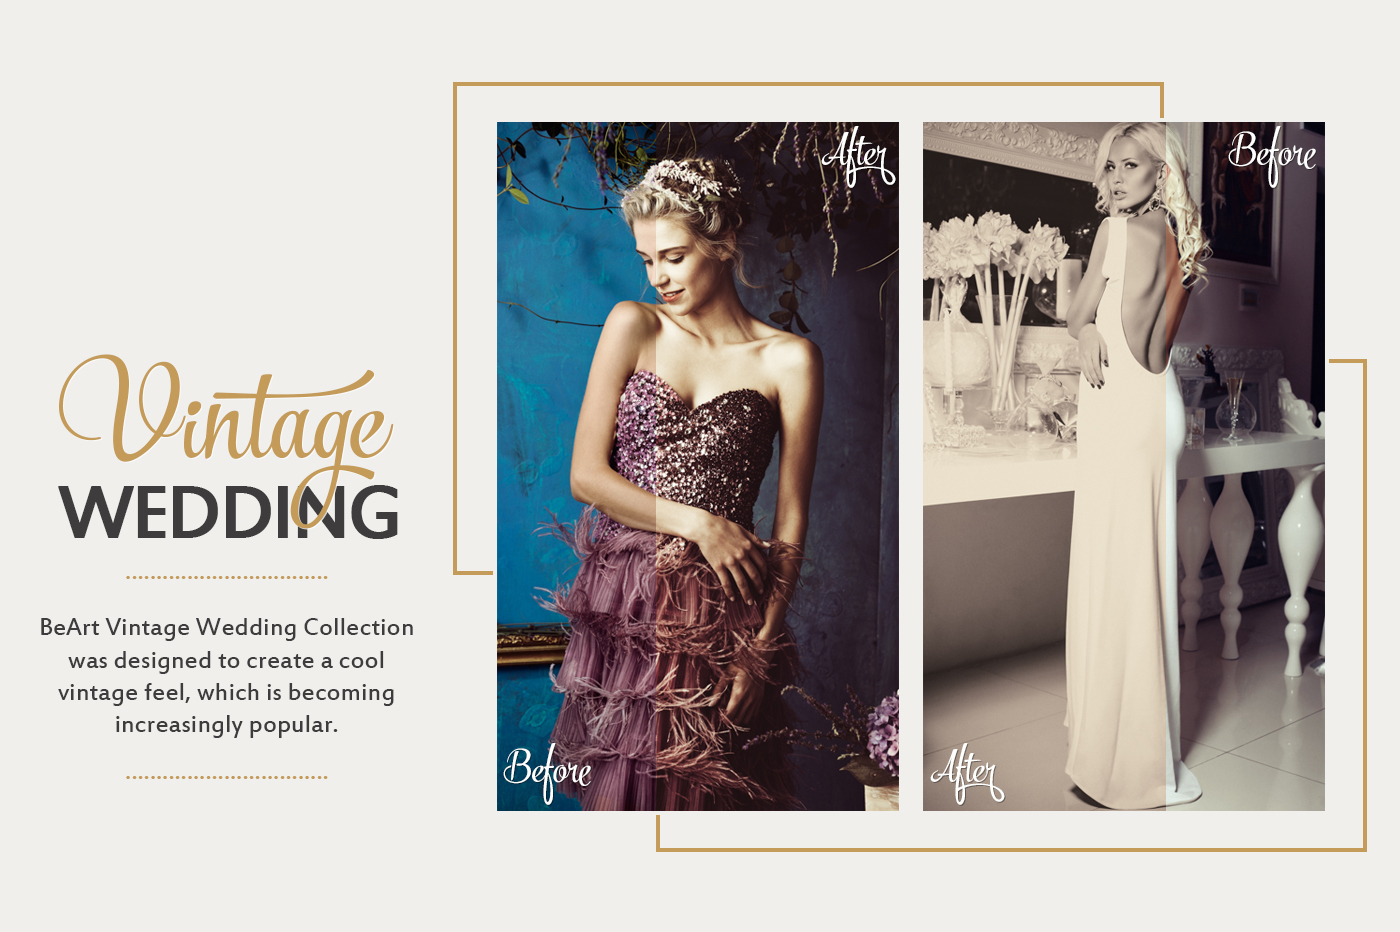 Vintage
WEDDING
BeArt Vintage Wedding Collection
was designed to create a cool
vintage feel, which is becoming
increasingly popular.
After
Before
Before
After